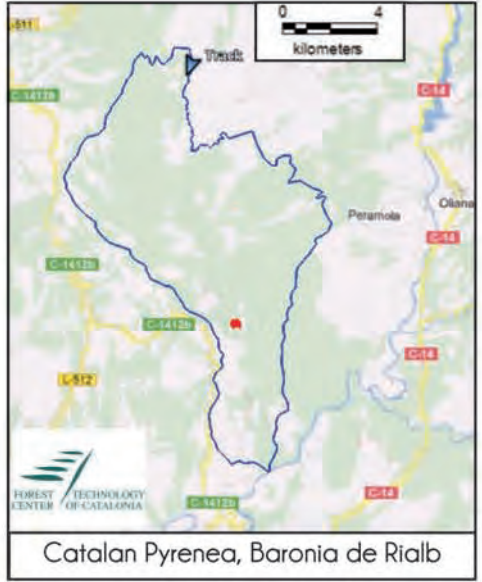 0 4
kilometers
L-511
Track
C-14
C-1412b
Oliana
Peramola
C-14
C-1412b
C-1412b
C-14
L-512
FOREST TECHNOLOGY
CENTER OF CATALONIA
C-14
C-1412b
Catalan Pyrenea, Baronia de Rialb